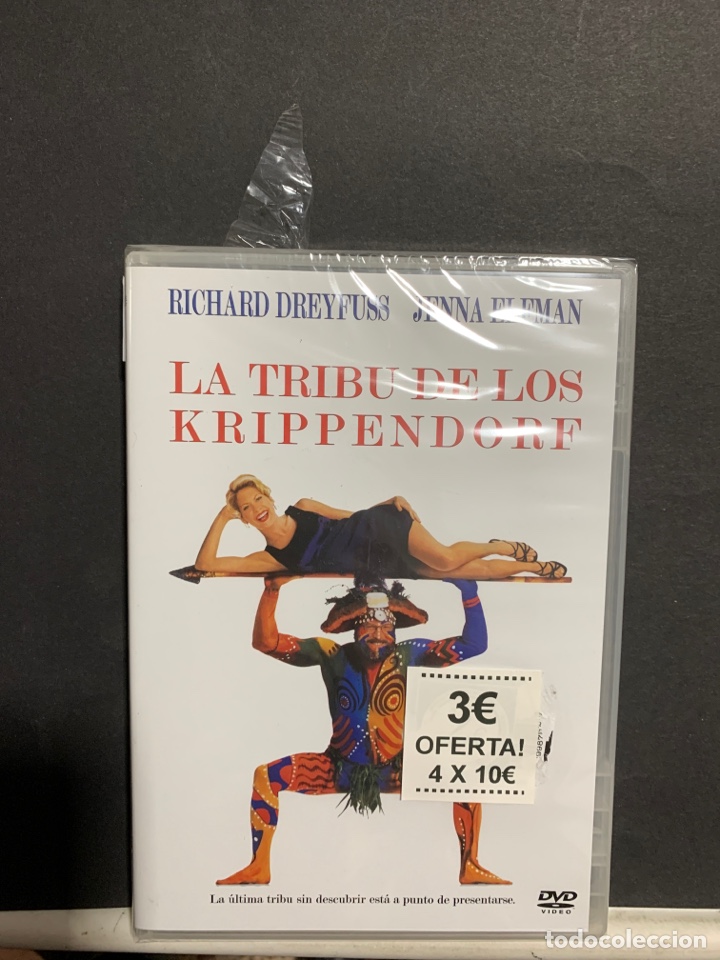 RICHARD DREYFUSS JENNA ELFMAN
LA TRIBU DE LOS
KRIPPENDORF
3€
OFERTA!
4 X 10€
La última tribu sin descubrir está a punto de presentarse.
DVD
VIDEO
todocoleccion